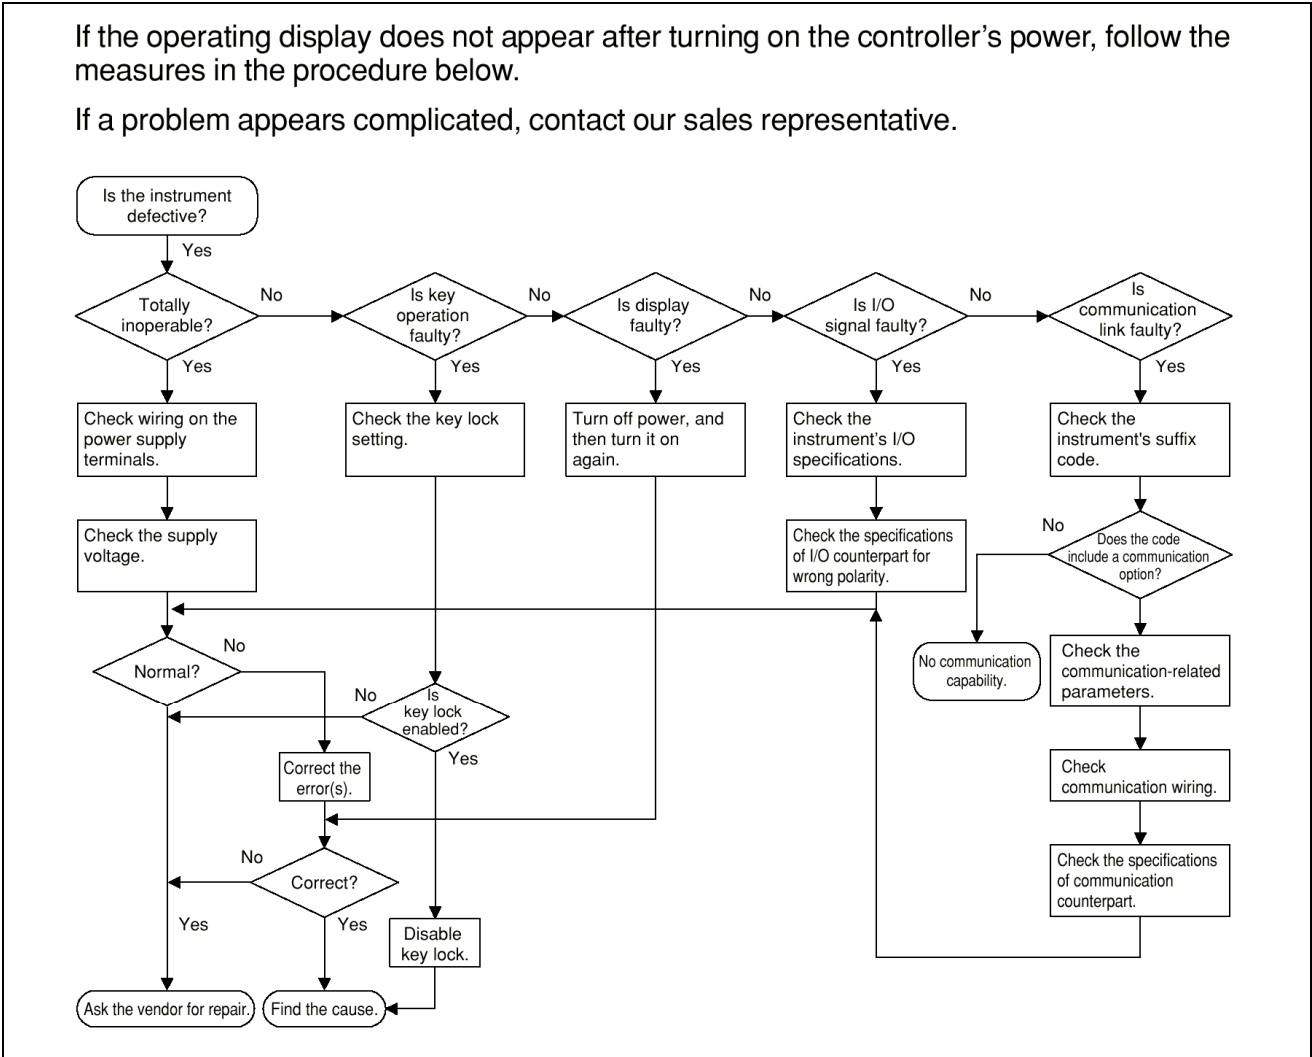 If the operating display does not appear after turning on the controller’s power, follow the
measures in the procedure below.
If a problem appears complicated, contact our sales representative.
Is the instrument
defective?
Yes
Totally
inoperable?
No
Is key
operation
faulty?
No
Is display
faulty?
No
Is I/O
signal faulty?
No
Is
communication
link faulty?
Yes
Yes
Yes
Yes
Yes
Check wiring on the
power supply
terminals.
Check the key lock
setting.
Turn off power, and
then turn it on
again.
Check the
instrument’s I/O
specifications.
Check the
instrument's suffix
code.
Check the supply
voltage.
Check the specifications
of I/O counterpart for
wrong polarity.
No
Does the code
include a communication
option?
Normal?
No
No communication
capability.
Check the
communication-related
parameters.
No
Is
key lock
enabled?
Yes
Correct the
error(s).
Check
communication wiring.
No
Correct?
Check the specifications
of communication
counterpart.
Yes
Yes
Disable
key lock.
Ask the vendor for repair.
Find the cause.